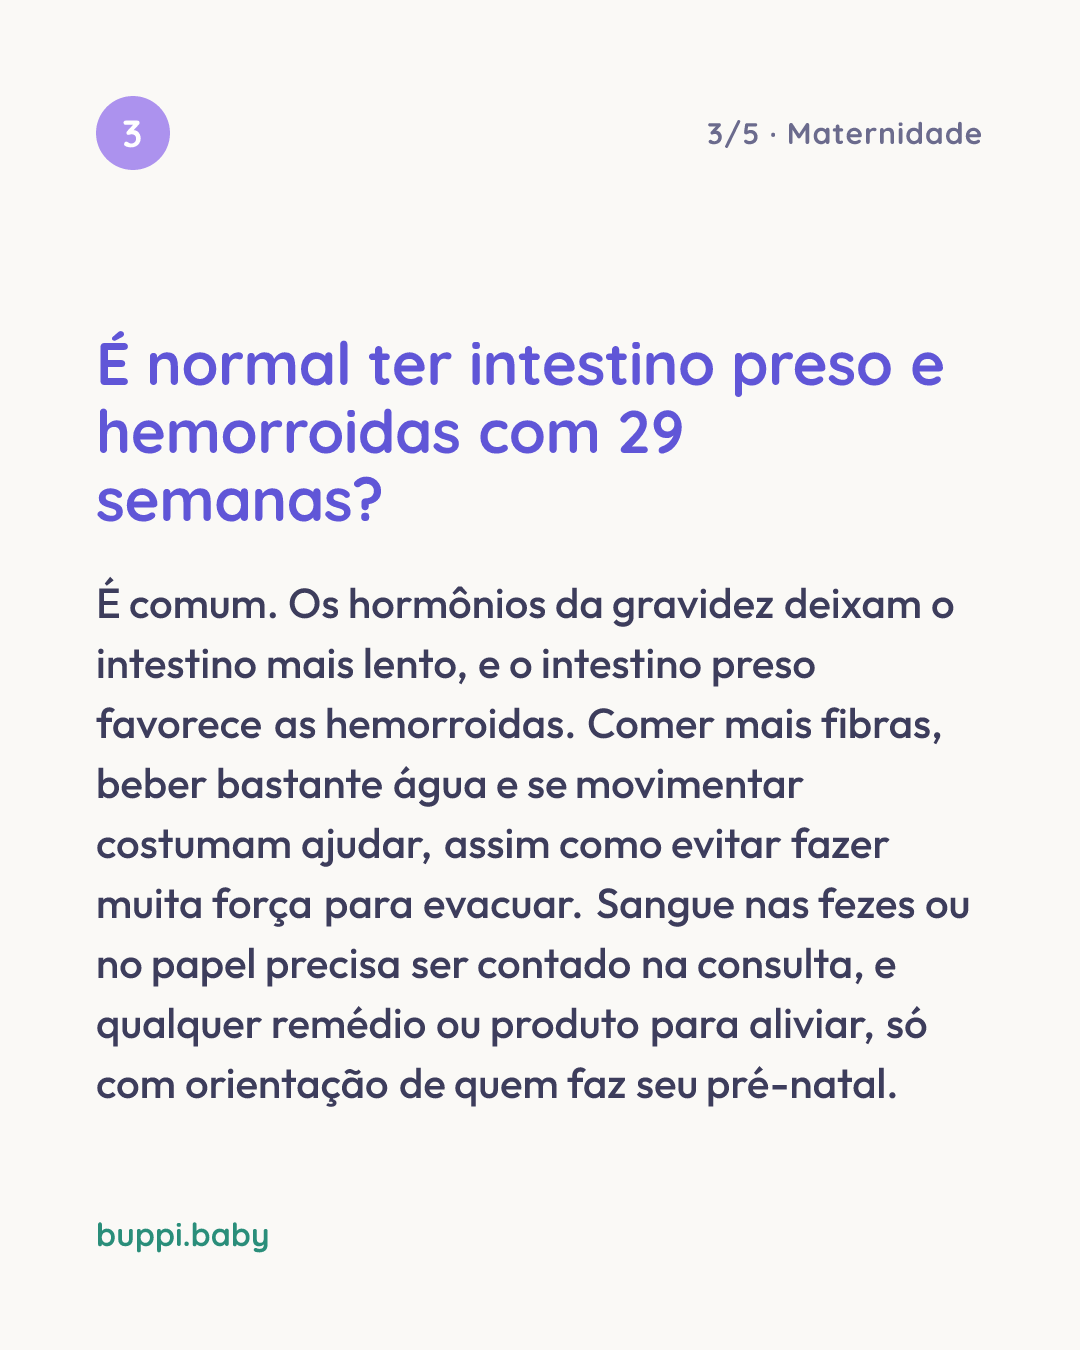 3
3/5 · Maternidade
É normal ter intestino preso e
hemorroidas com 29
semanas?
É comum. Os hormônios da gravidez deixam o
intestino mais lento, e o intestino preso
favorece as hemorroidas. Comer mais fibras,
beber bastante água e se movimentar
costumam ajudar, assim como evitar fazer
muita força para evacuar. Sangue nas fezes ou
no papel precisa ser contado na consulta, e
qualquer remédio ou produto para aliviar, só
com orientação de quem faz seu pré-natal.
buppi.baby